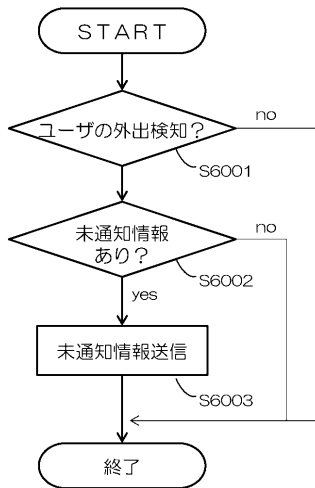 START
ユーザの外出検知？
no
S6001
未通知情報
あり？
no
S6002
yes
未通知情報送信
S6003
終了